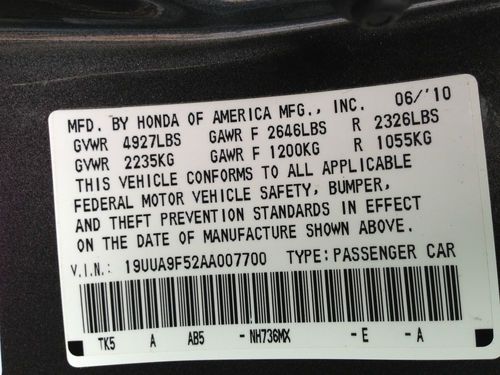 MFD. BY HONDA OF AMERICA MFG., INC. 06/'10
GVWR 4927LBS GAWR F 2646LBS R 2326LBS
GVWR 2235KG GAWR F 1200KG R 1055KG
THIS VEHICLE CONFORMS TO ALL APPLICABLE
FEDERAL MOTOR VEHICLE SAFETY, BUMPER,
AND THEFT PREVENTION STANDARDS IN EFFECT
ON THE DATE OF MANUFACTURE SHOWN ABOVE.
V.I.N.: 19UUA9F52AA007700 TYPE:PASSENGER CAR
TK5 A AB5 -NH736MX -E -A